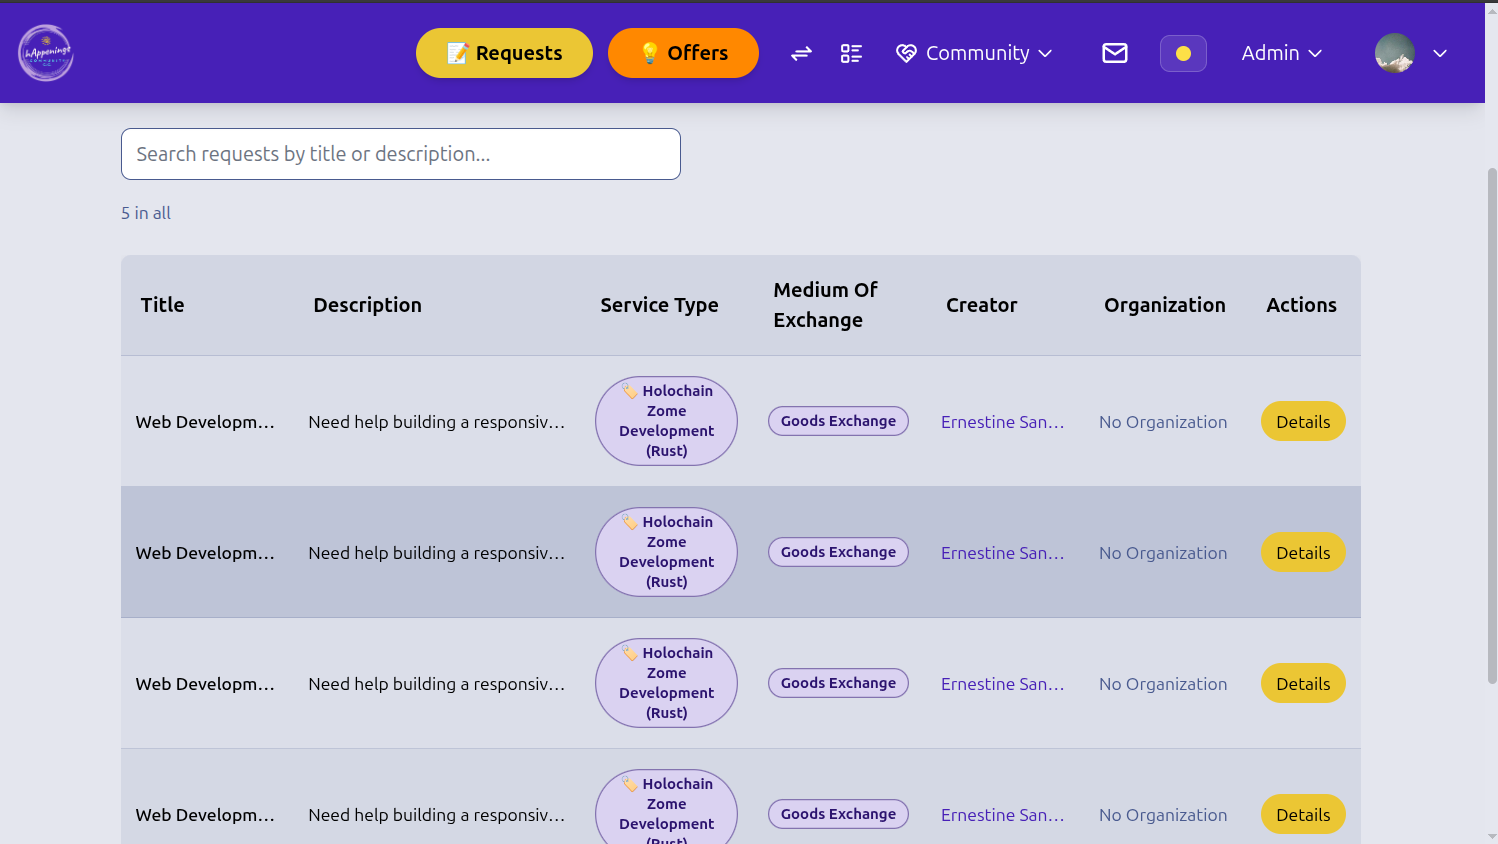 hAppenings
COMMUNITY
📝 Requests
💡 Offers
Community
Admin
Search requests by title or description...
5 in all
Title
Description
Service Type
Medium Of
Exchange
Creator
Organization
Actions
Web Developm…
Need help building a responsiv…
🏷️ Holochain
Zome
Development
(Rust)
Goods Exchange
Ernestine San…
No Organization
Details
Web Developm…
Need help building a responsiv…
🏷️ Holochain
Zome
Development
(Rust)
Goods Exchange
Ernestine San…
No Organization
Details
Web Developm…
Need help building a responsiv…
🏷️ Holochain
Zome
Development
(Rust)
Goods Exchange
Ernestine San…
No Organization
Details
Web Developm…
Need help building a responsiv…
🏷️ Holochain
Zome
Development
(Rust)
Goods Exchange
Ernestine San…
No Organization
Details